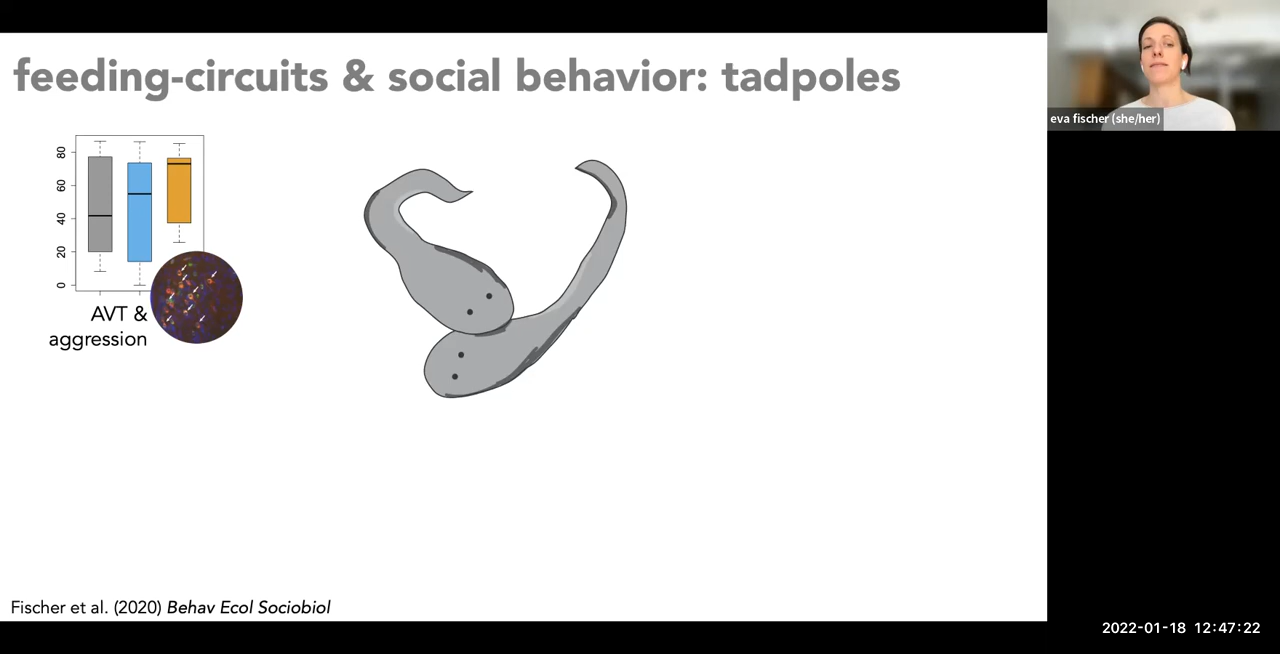 feeding-circuits & social behavior: tadpoles
eva fischer (she/her)
80
60
40
20
0
AVT &
aggression
Fischer et al. (2020) Behav Ecol Sociobiol
2022-01-18 12:47:22